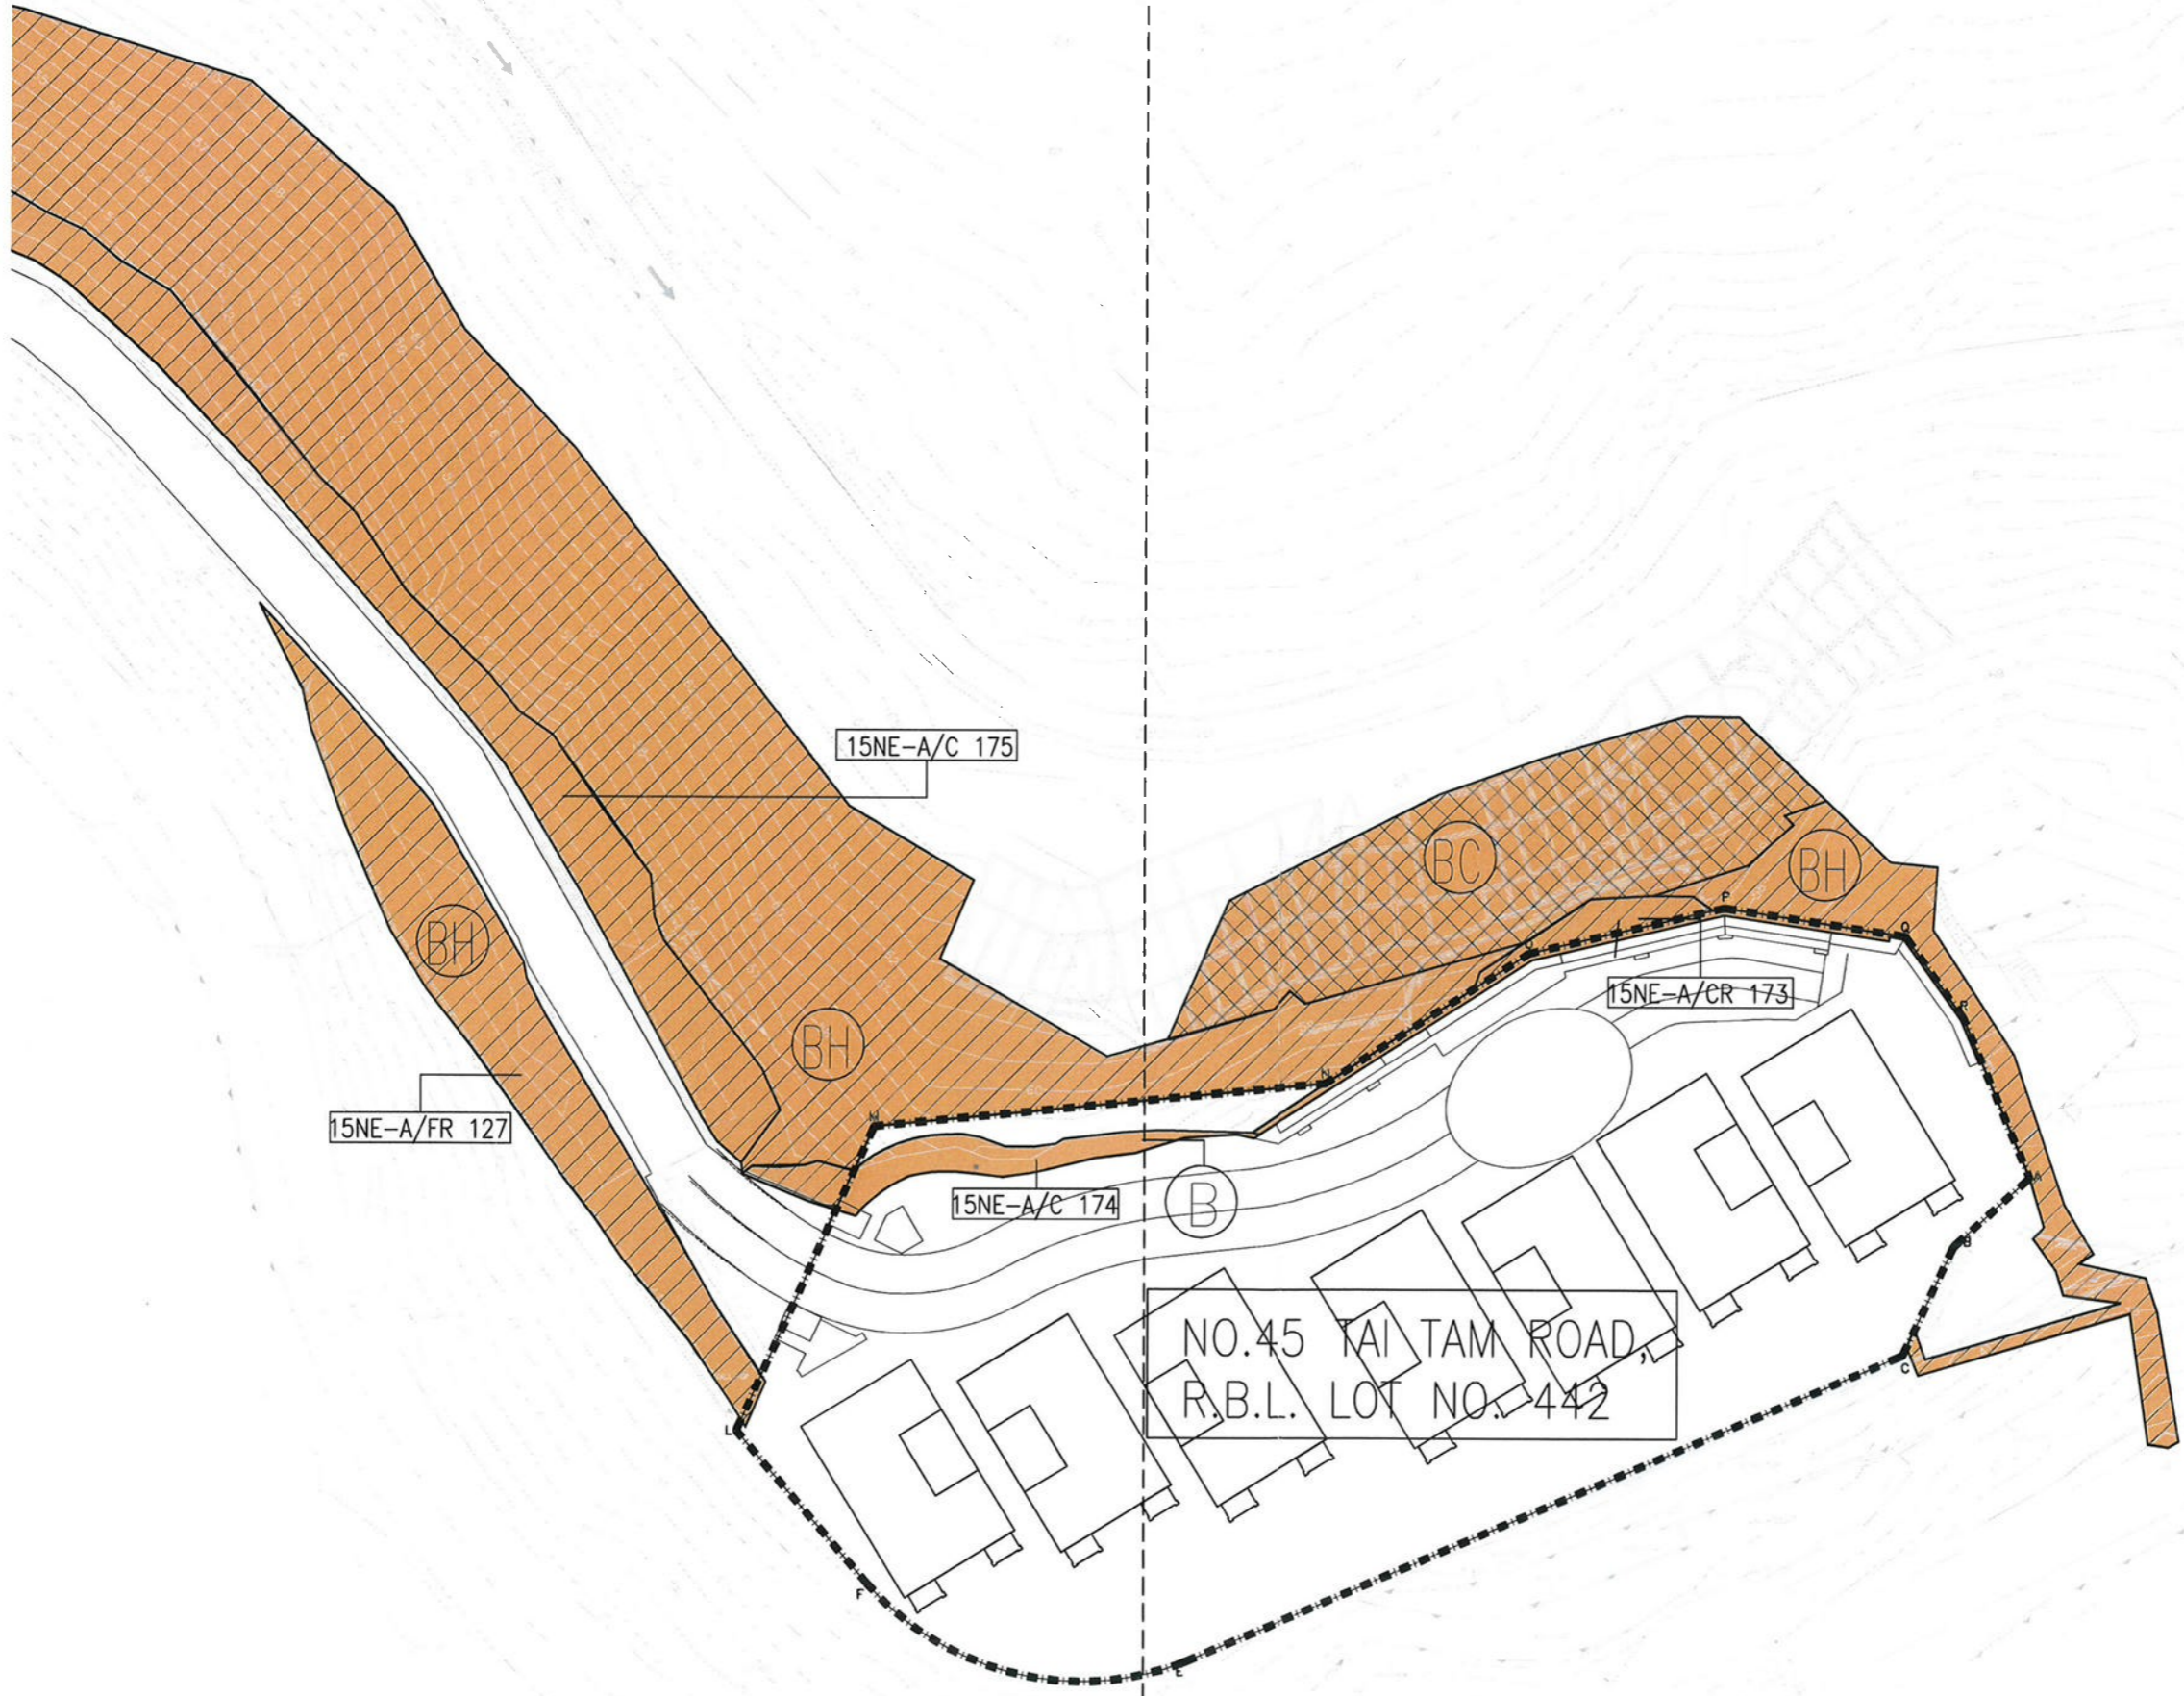 15NE-A/C 175
BC
BH
BH
P
Q
O
15NE-A/CR 173
R
BH
N
M
15NE-A/FR 127
A
15NE-A/C 174
B
B
NO.45 TAI TAM ROAD,
R.B.L. LOT NO. 442
C
L
F
E